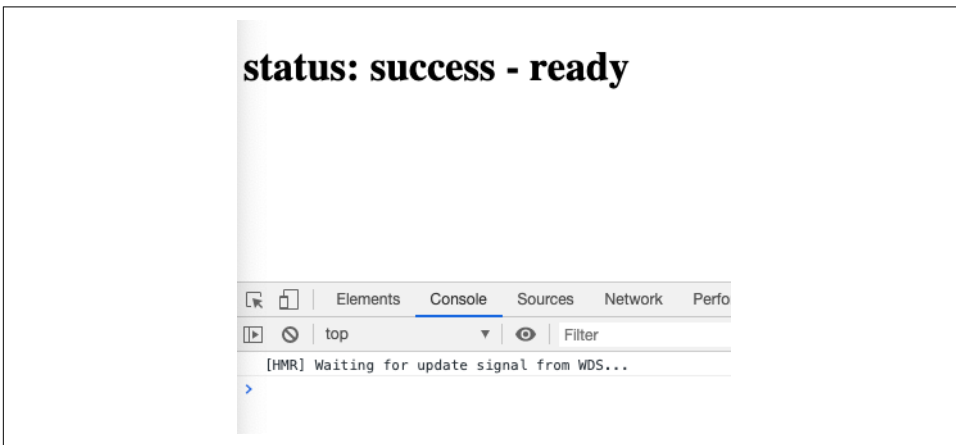 status: success - ready
Elements Console Sources Network Perfo
top Filter
[HMR] Waiting for update signal from WDS...
>